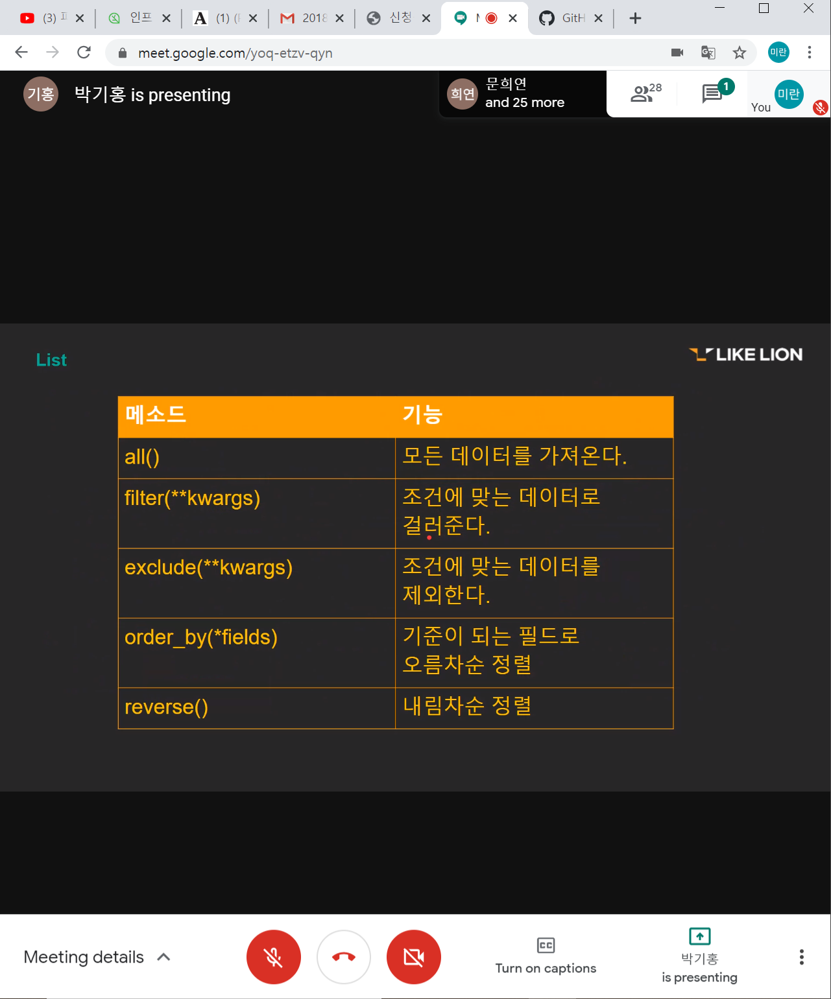 (3)
인프
(1)
2018
신청
GitH
meet.google.com/yoq-etzv-qyn
미란
기홍
박기홍 is presenting
희연
문희연
and 25 more
28
1
You
미란
List
LIKE LION
메소드 기능
all() 모든 데이터를 가져온다.
filter(**kwargs) 조건에 맞는 데이터로
걸러준다.
exclude(**kwargs) 조건에 맞는 데이터를
제외한다.
order_by(*fields) 기준이 되는 필드로
오름차순 정렬
reverse() 내림차순 정렬
Meeting details
CC
Turn on captions
박기홍
is presenting